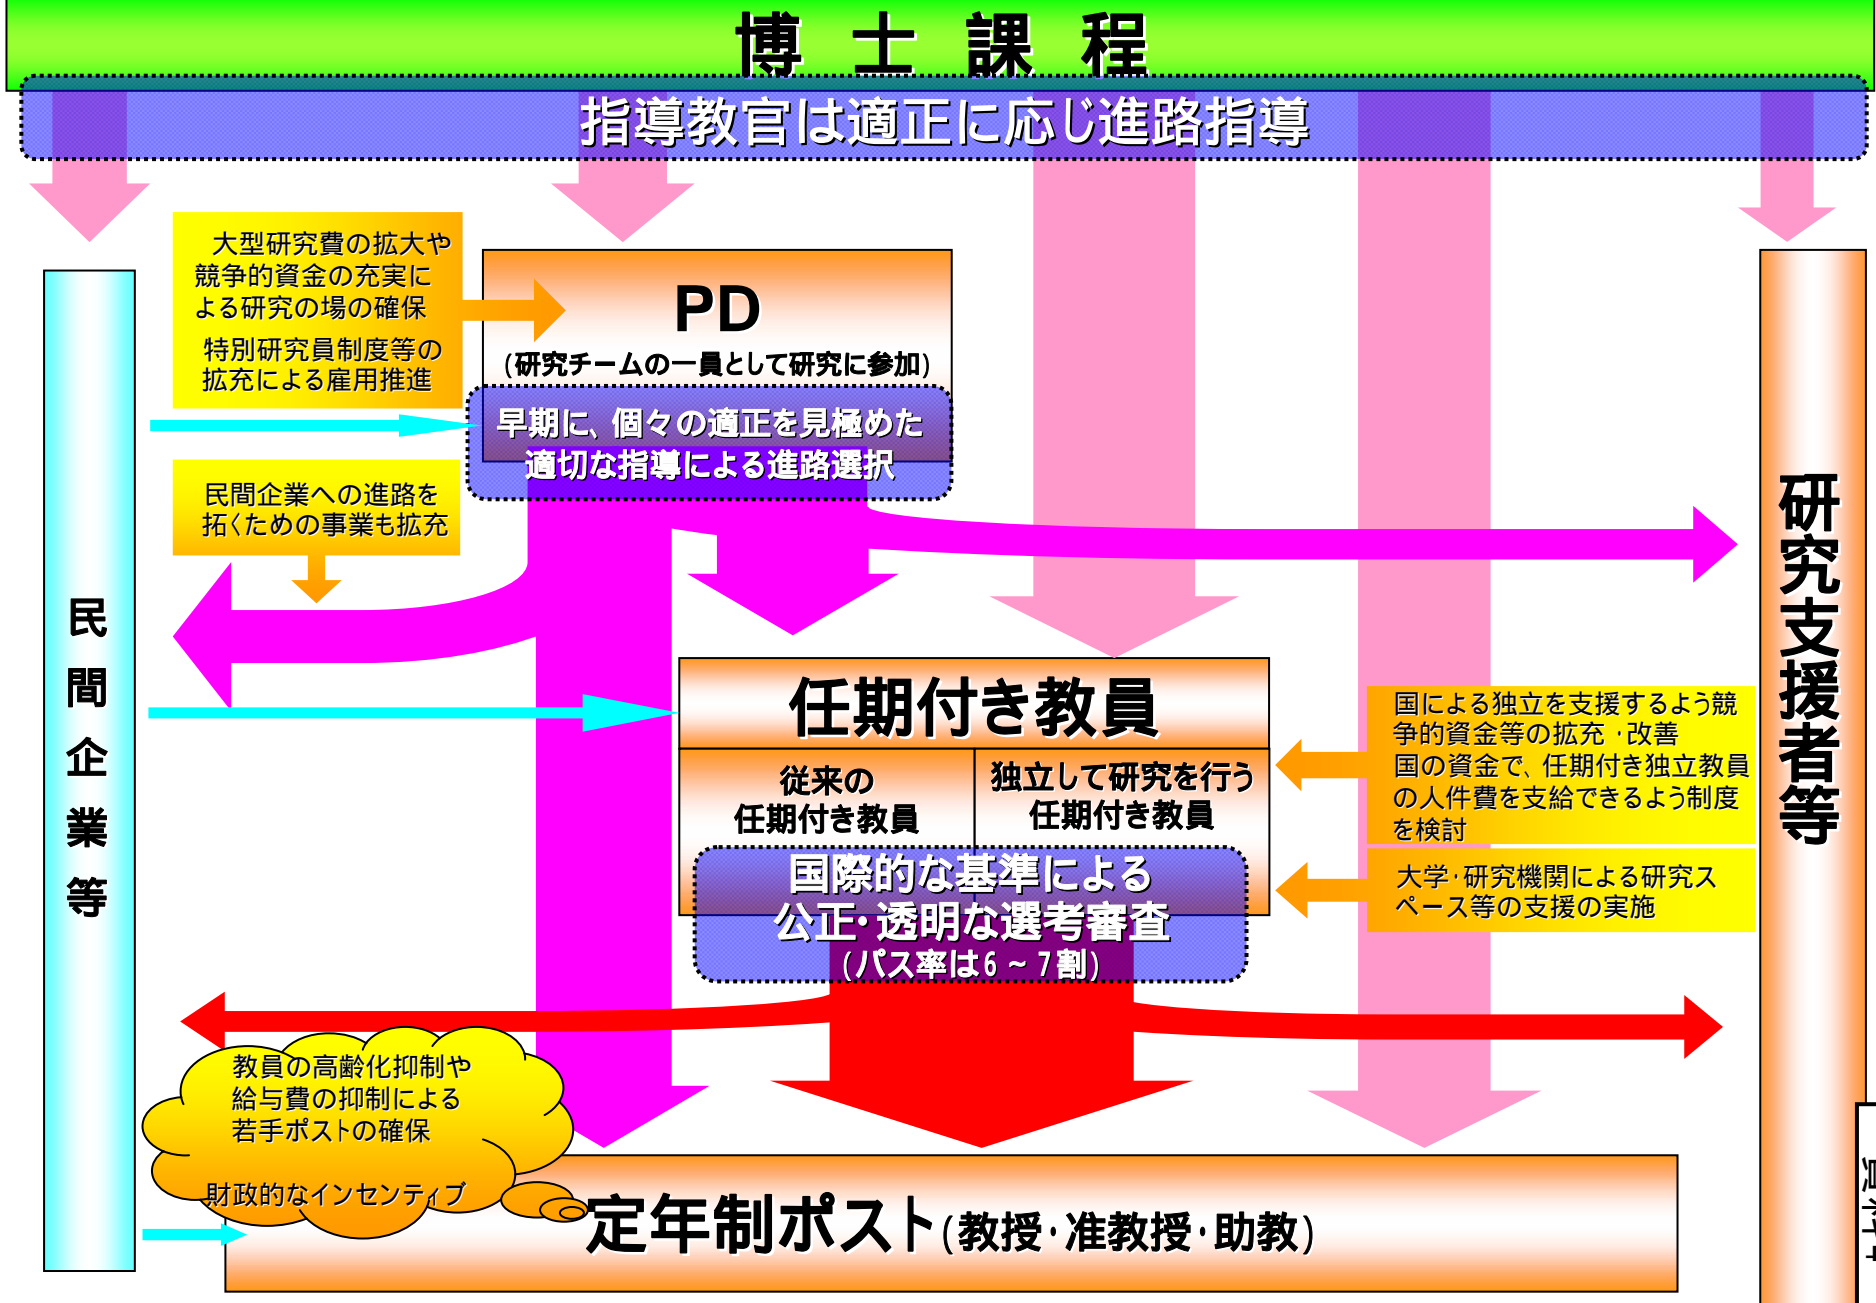 博士課程
指導教官は適正に応じ進路指導
大型研究費の拡大や
競争的資金の充実に
よる研究の場の確保
特別研究員制度等の
拡充による雇用推進
PD
(研究チームの一員として研究に参加)
早期に、個々の適正を見極めた
適切な指導による進路選択
民間企業への進路を
拓くための事業も拡充
民間企業等
研究支援者等
任期付き教員
従来の
任期付き教員
独立して研究を行う
任期付き教員
国際的な基準による
公正・透明な選考審査
(パス率は6~7割)
国による独立を支援するよう競
争的資金等の拡充・改善
国の資金で、任期付き独立教員
の人件費を支給できるよう制度
を検討
大学・研究機関による研究ス
ペース等の支援の実施
教員の高齢化抑制や
給与費の抑制による
若手ポストの確保
財政的なインセンティブ
定年制ポスト(教授・准教授・助教)